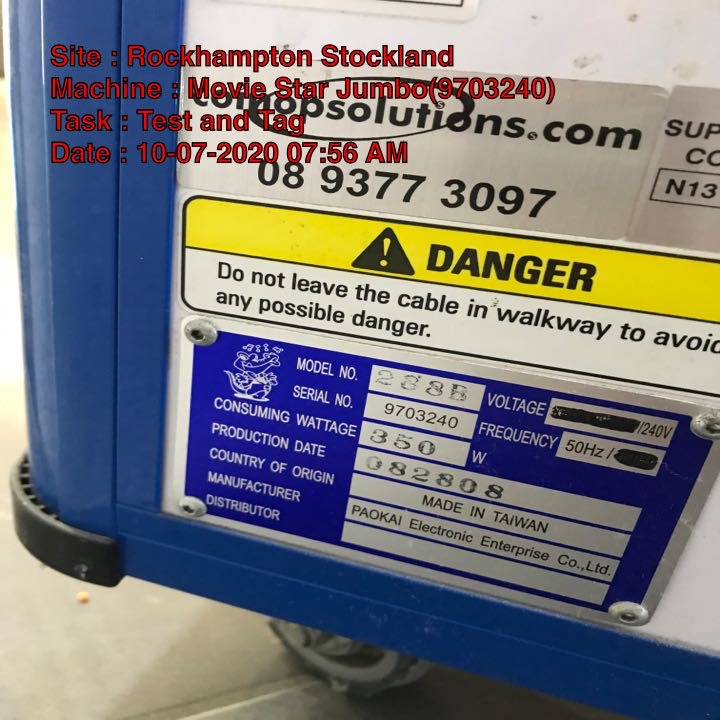 Site : Rockhampton Stockland
Machine : Movie Star Jumbo(9703240)
Task : Test and Tag
Date : 10-07-2020 07:56 AM
coinopsolutions.com
08 9377 3097
SUP
CO
N13
DANGER
Do not leave the cable in walkway to avoid
any possible danger.
MODEL NO. 288B
SERIAL NO. 9703240
CONSUMING WATTAGE 350 W
PRODUCTION DATE 082808
COUNTRY OF ORIGIN MADE IN TAIWAN
MANUFACTURER PAOKAI Electronic Enterprise Co.,Ltd.
DISTRIBUTOR
VOLTAGE /240V
FREQUENCY 50Hz /